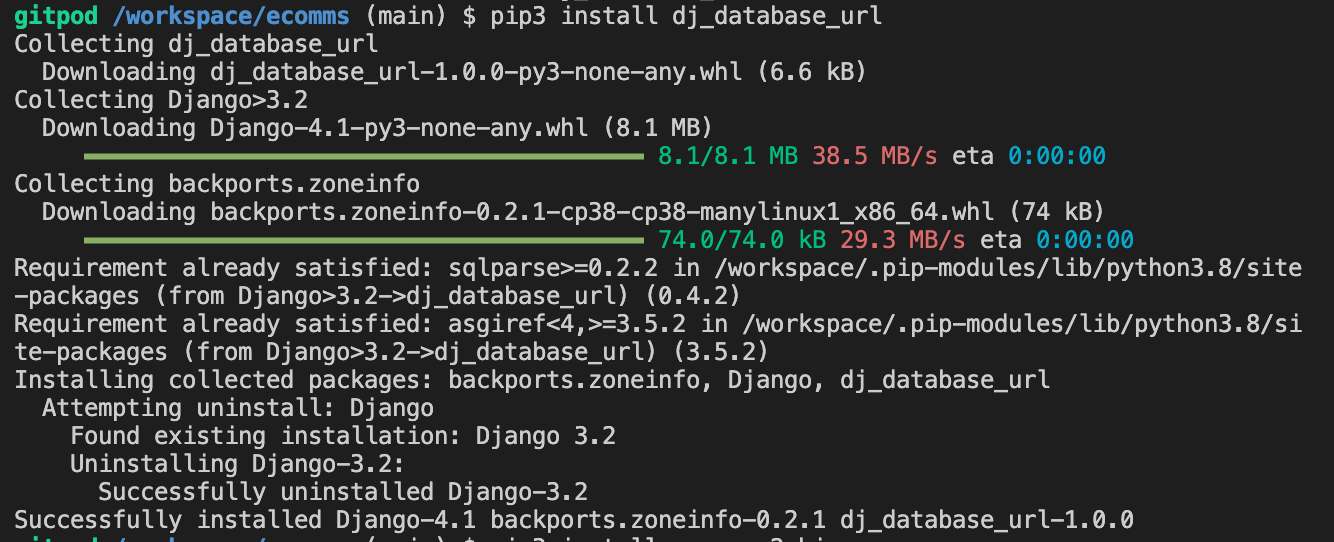 gitpod /workspace/ecomms (main) $ pip3 install dj_database_url
Collecting dj_database_url
  Downloading dj_database_url-1.0.0-py3-none-any.whl (6.6 kB)
Collecting Django>3.2
  Downloading Django-4.1-py3-none-any.whl (8.1 MB)
     8.1/8.1 MB 38.5 MB/s eta 0:00:00
Collecting backports.zoneinfo
  Downloading backports.zoneinfo-0.2.1-cp38-cp38-manylinux1_x86_64.whl (74 kB)
     74.0/74.0 kB 29.3 MB/s eta 0:00:00
Requirement already satisfied: sqlparse>=0.2.2 in /workspace/.pip-modules/lib/python3.8/site
-packages (from Django>3.2->dj_database_url) (0.4.2)
Requirement already satisfied: asgiref<4,>=3.5.2 in /workspace/.pip-modules/lib/python3.8/si
te-packages (from Django>3.2->dj_database_url) (3.5.2)
Installing collected packages: backports.zoneinfo, Django, dj_database_url
  Attempting uninstall: Django
    Found existing installation: Django 3.2
    Uninstalling Django-3.2:
      Successfully uninstalled Django-3.2
Successfully installed Django-4.1 backports.zoneinfo-0.2.1 dj_database_url-1.0.0